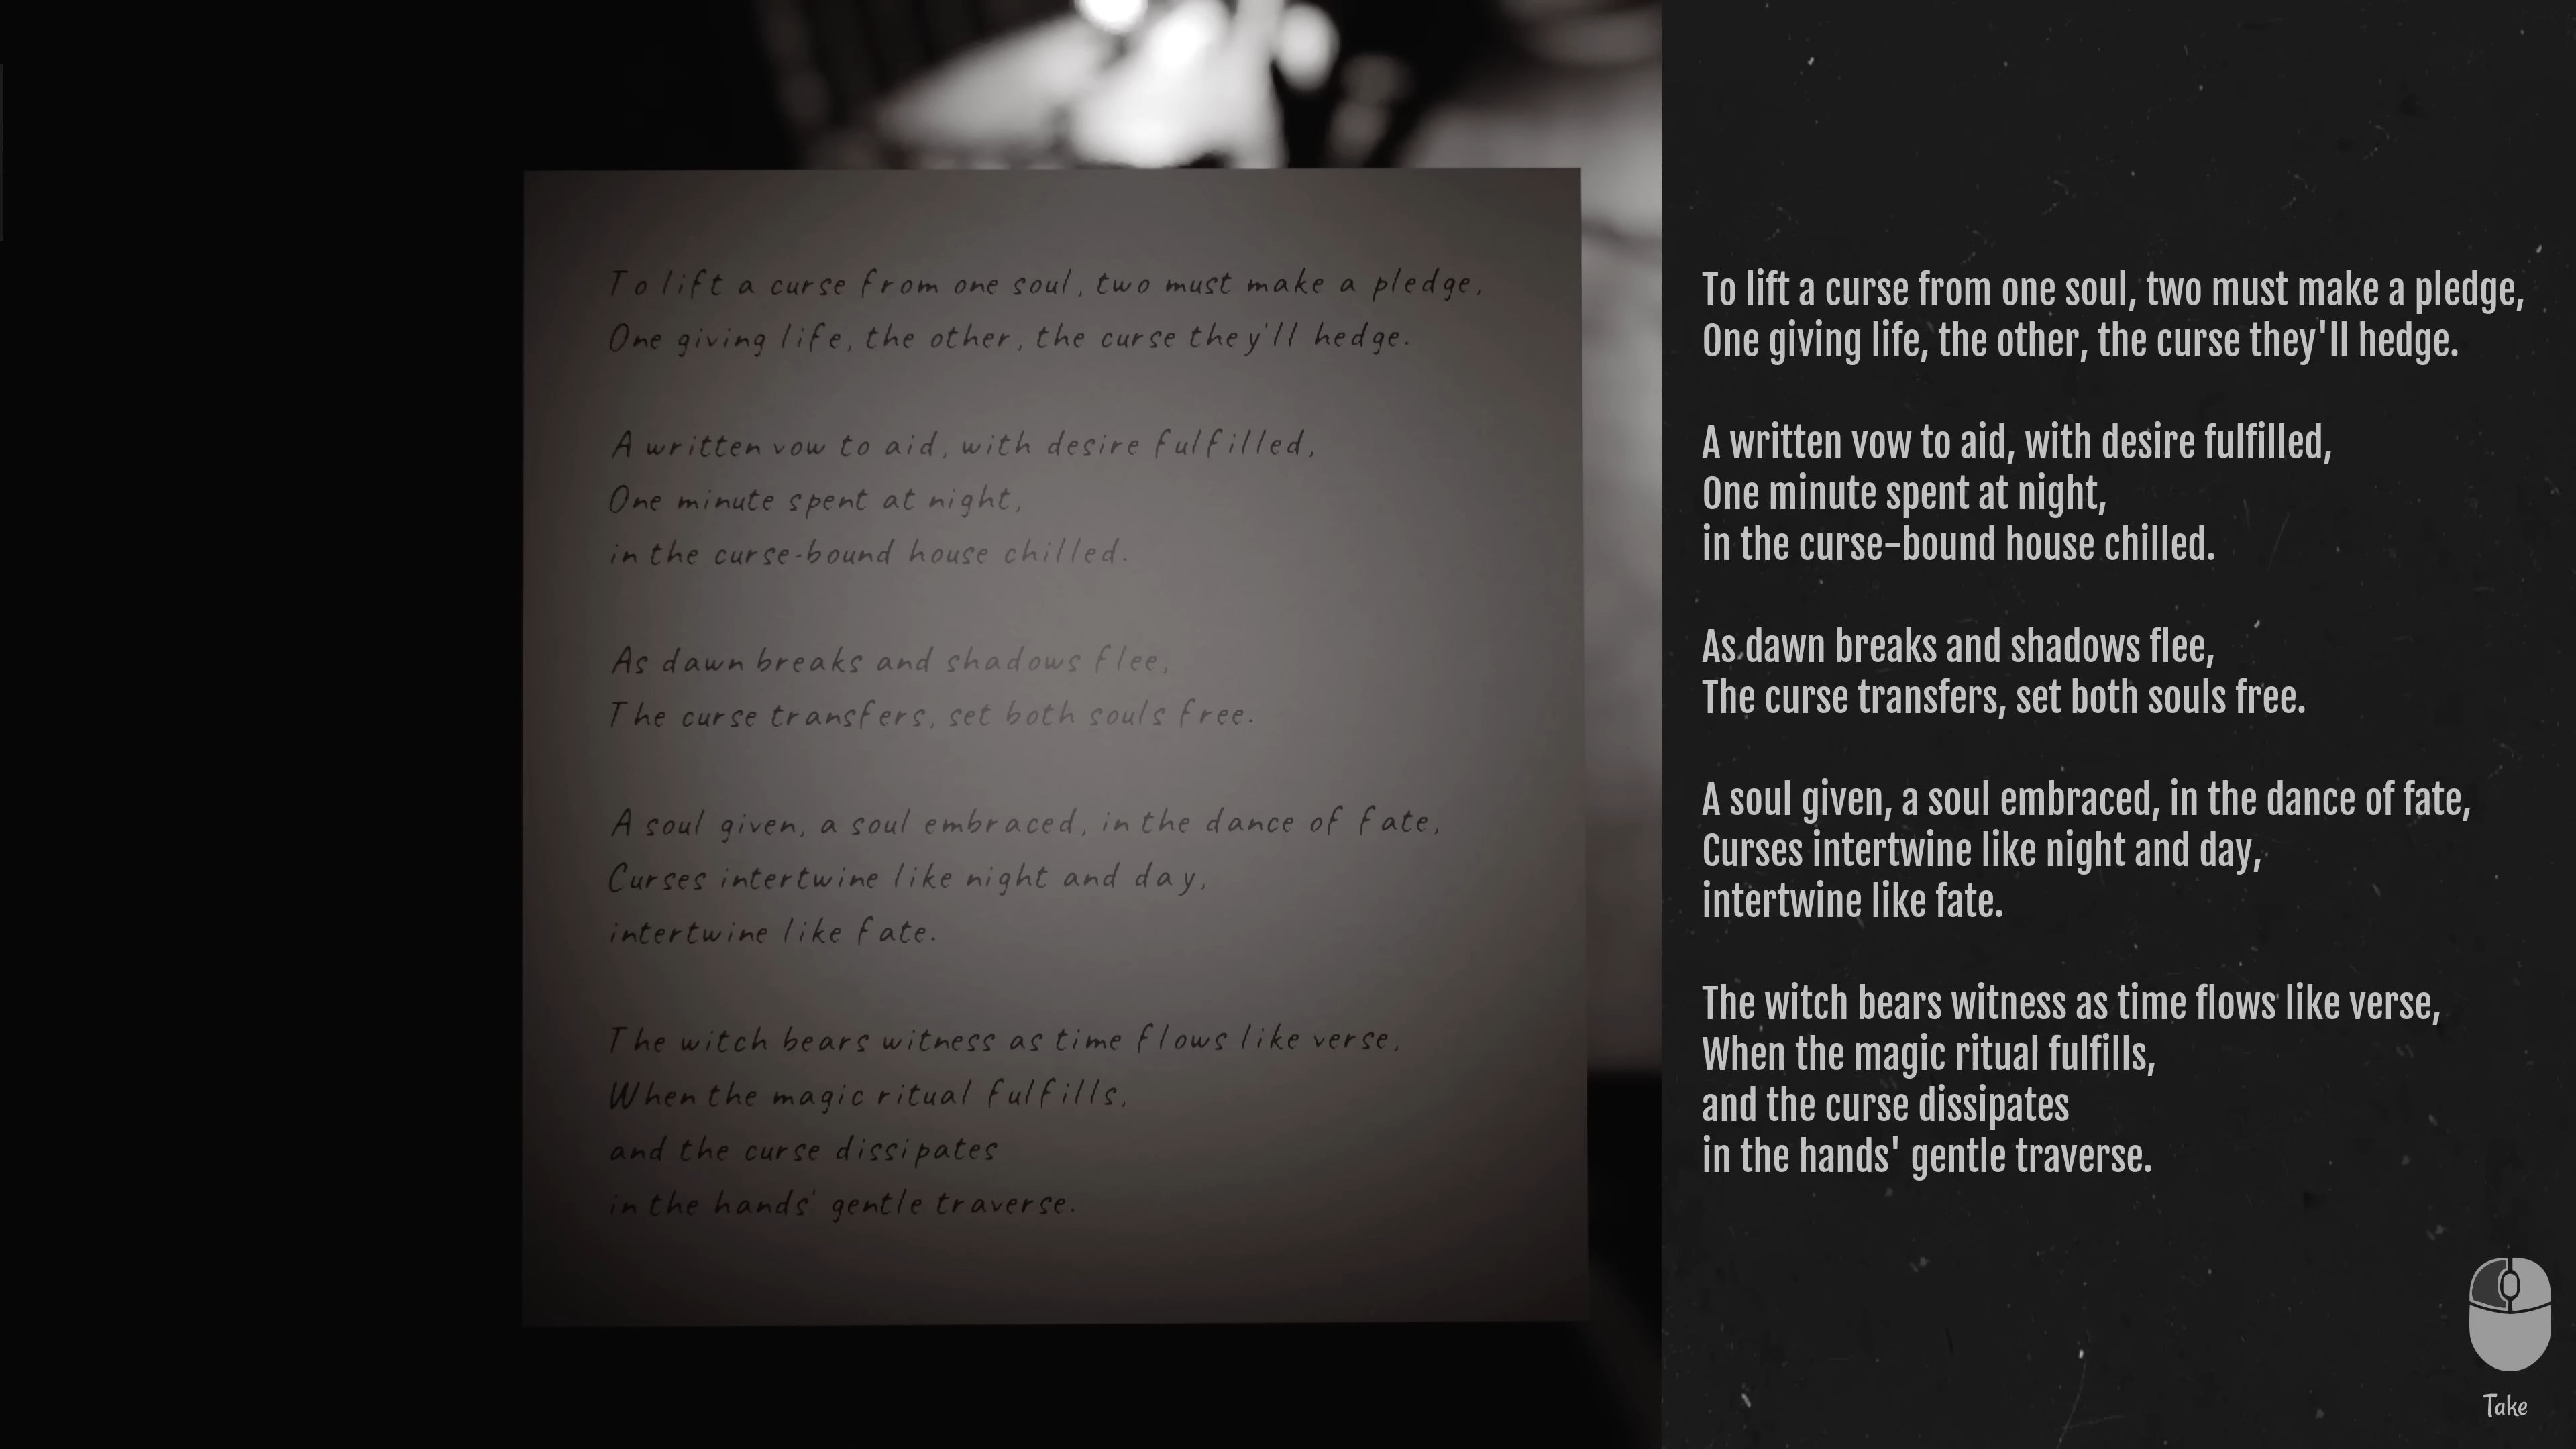 To lift a curse from one soul, two must make a pledge,
One giving life, the other, the curse they'll hedge.
A written vow to aid, with desire fulfilled,
One minute spent at night,
in the curse-bound house chilled.
As dawn breaks and shadows flee,
The curse transfers, set both souls free.
A soul given, a soul embraced, in the dance of fate,
Curses intertwine like night and day,
intertwine like fate.
The witch bears witness as time flows like verse,
When the magic ritual fulfills,
and the curse dissipates
in the hands' gentle traverse.
To lift a curse from one soul, two must make a pledge,
One giving life, the other, the curse they'll hedge.
A written vow to aid, with desire fulfilled,
One minute spent at night,
in the curse-bound house chilled.
As dawn breaks and shadows flee,
The curse transfers, set both souls free.
A soul given, a soul embraced, in the dance of fate,
Curses intertwine like night and day,
intertwine like fate.
The witch bears witness as time flows like verse,
When the magic ritual fulfills,
and the curse dissipates
in the hands' gentle traverse.
Take